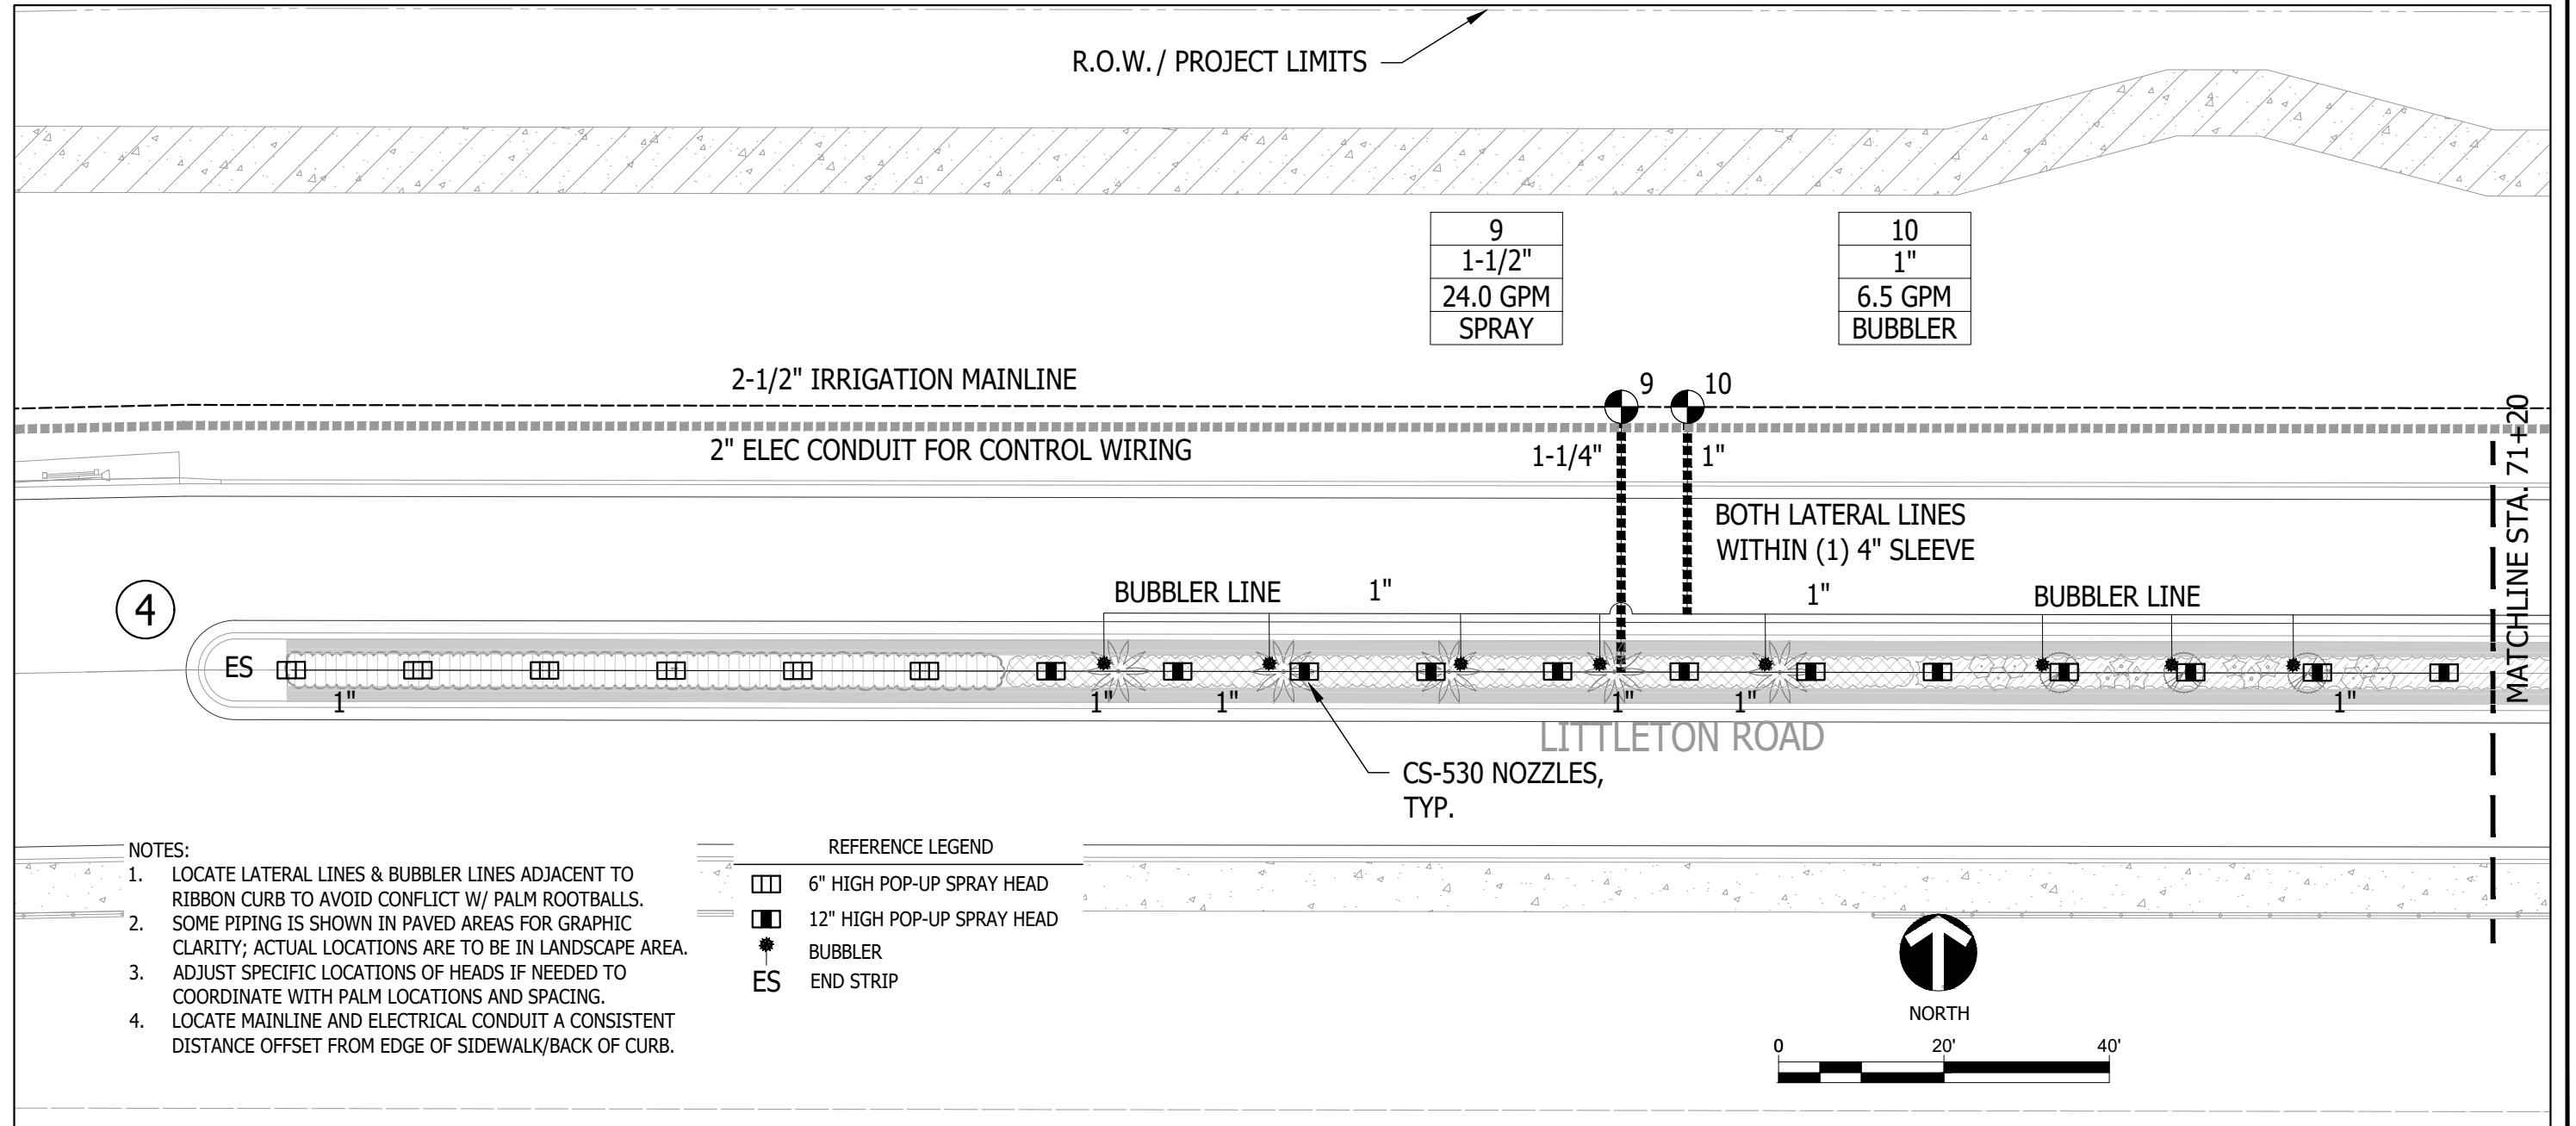 R.O.W. / PROJECT LIMITS
9
1-1/2"
24.0 GPM
SPRAY
10
1"
6.5 GPM
BUBBLER
2-1/2" IRRIGATION MAINLINE
9
10
2" ELEC CONDUIT FOR CONTROL WIRING
1-1/4"
1"
MATCHLINE STA. 71+20
BOTH LATERAL LINES
WITHIN (1) 4" SLEEVE
4
BUBBLER LINE
1"
1"
BUBBLER LINE
ES
1"
1"
1"
1"
1"
1"
LITTLETON ROAD
CS-530 NOZZLES,
TYP.
NOTES:
1. LOCATE LATERAL LINES & BUBBLER LINES ADJACENT TO
RIBBON CURB TO AVOID CONFLICT W/ PALM ROOTBALLS.
2. SOME PIPING IS SHOWN IN PAVED AREAS FOR GRAPHIC
CLARITY; ACTUAL LOCATIONS ARE TO BE IN LANDSCAPE AREA.
3. ADJUST SPECIFIC LOCATIONS OF HEADS IF NEEDED TO
COORDINATE WITH PALM LOCATIONS AND SPACING.
4. LOCATE MAINLINE AND ELECTRICAL CONDUIT A CONSISTENT
DISTANCE OFFSET FROM EDGE OF SIDEWALK/BACK OF CURB.
REFERENCE LEGEND
6" HIGH POP-UP SPRAY HEAD
12" HIGH POP-UP SPRAY HEAD
BUBBLER
ES END STRIP
NORTH
0 20' 40'